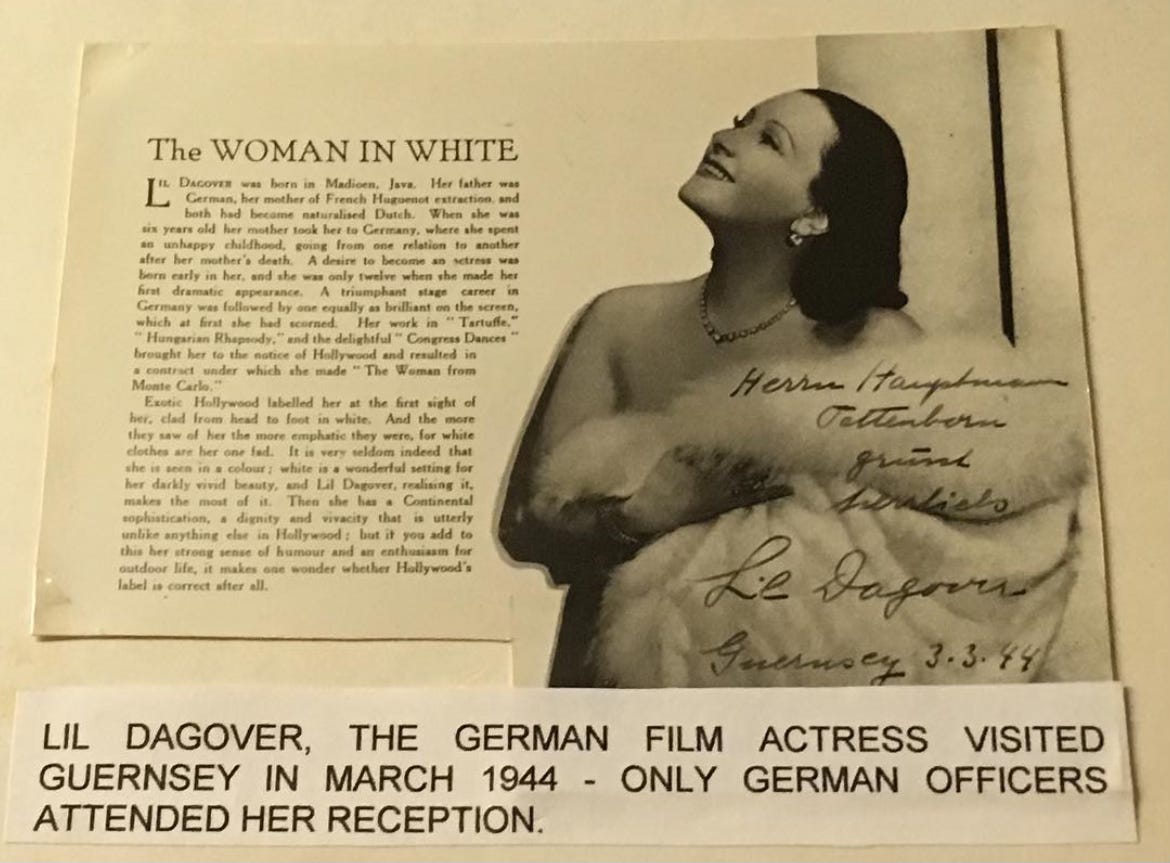 The WOMAN IN WHITE
LIL DAGOVER was born in Madioen, Java. Her father was
German, her mother of French Huguenot extraction, and
both had become naturalised Dutch. When she was
six years old her mother took her to Germany, where she spent
an unhappy childhood, going from one relation to another
after her mother's death. A desire to become an actress was
born early in her, and she was only twelve when she made her
first dramatic appearance. A triumphant stage career in
Germany was followed by one equally as brilliant on the screen,
which at first she had scorned. Her work in "Tartuffe,"
"Hungarian Rhapsody," and the delightful "Congress Dances"
brought her to the notice of Hollywood and resulted in
a contract under which she made "The Woman from
Monte Carlo."
Exotic Hollywood labelled her at the first sight of
her, clad from head to foot in white. And the more
they saw of her the more emphatic they were, for white
clothes are her one fad. It is very seldom indeed that
she is seen in a colour; white is a wonderful setting for
her darkly vivid beauty, and Lil Dagover, realising it,
makes the most of it. Then she has a Continental
sophistication, a dignity and vivacity that is utterly
unlike anything else in Hollywood; but if you add to
this her strong sense of humour and an enthusiasm for
outdoor life, it makes one wonder whether Hollywood's
label is correct after all.
Herrn Hauptmann
Tettenborn
grüsst
herzlichs
Lil Dagover
Guernsey 3.3.44
LIL DAGOVER, THE GERMAN FILM ACTRESS VISITED
GUERNSEY IN MARCH 1944 - ONLY GERMAN OFFICERS
ATTENDED HER RECEPTION.